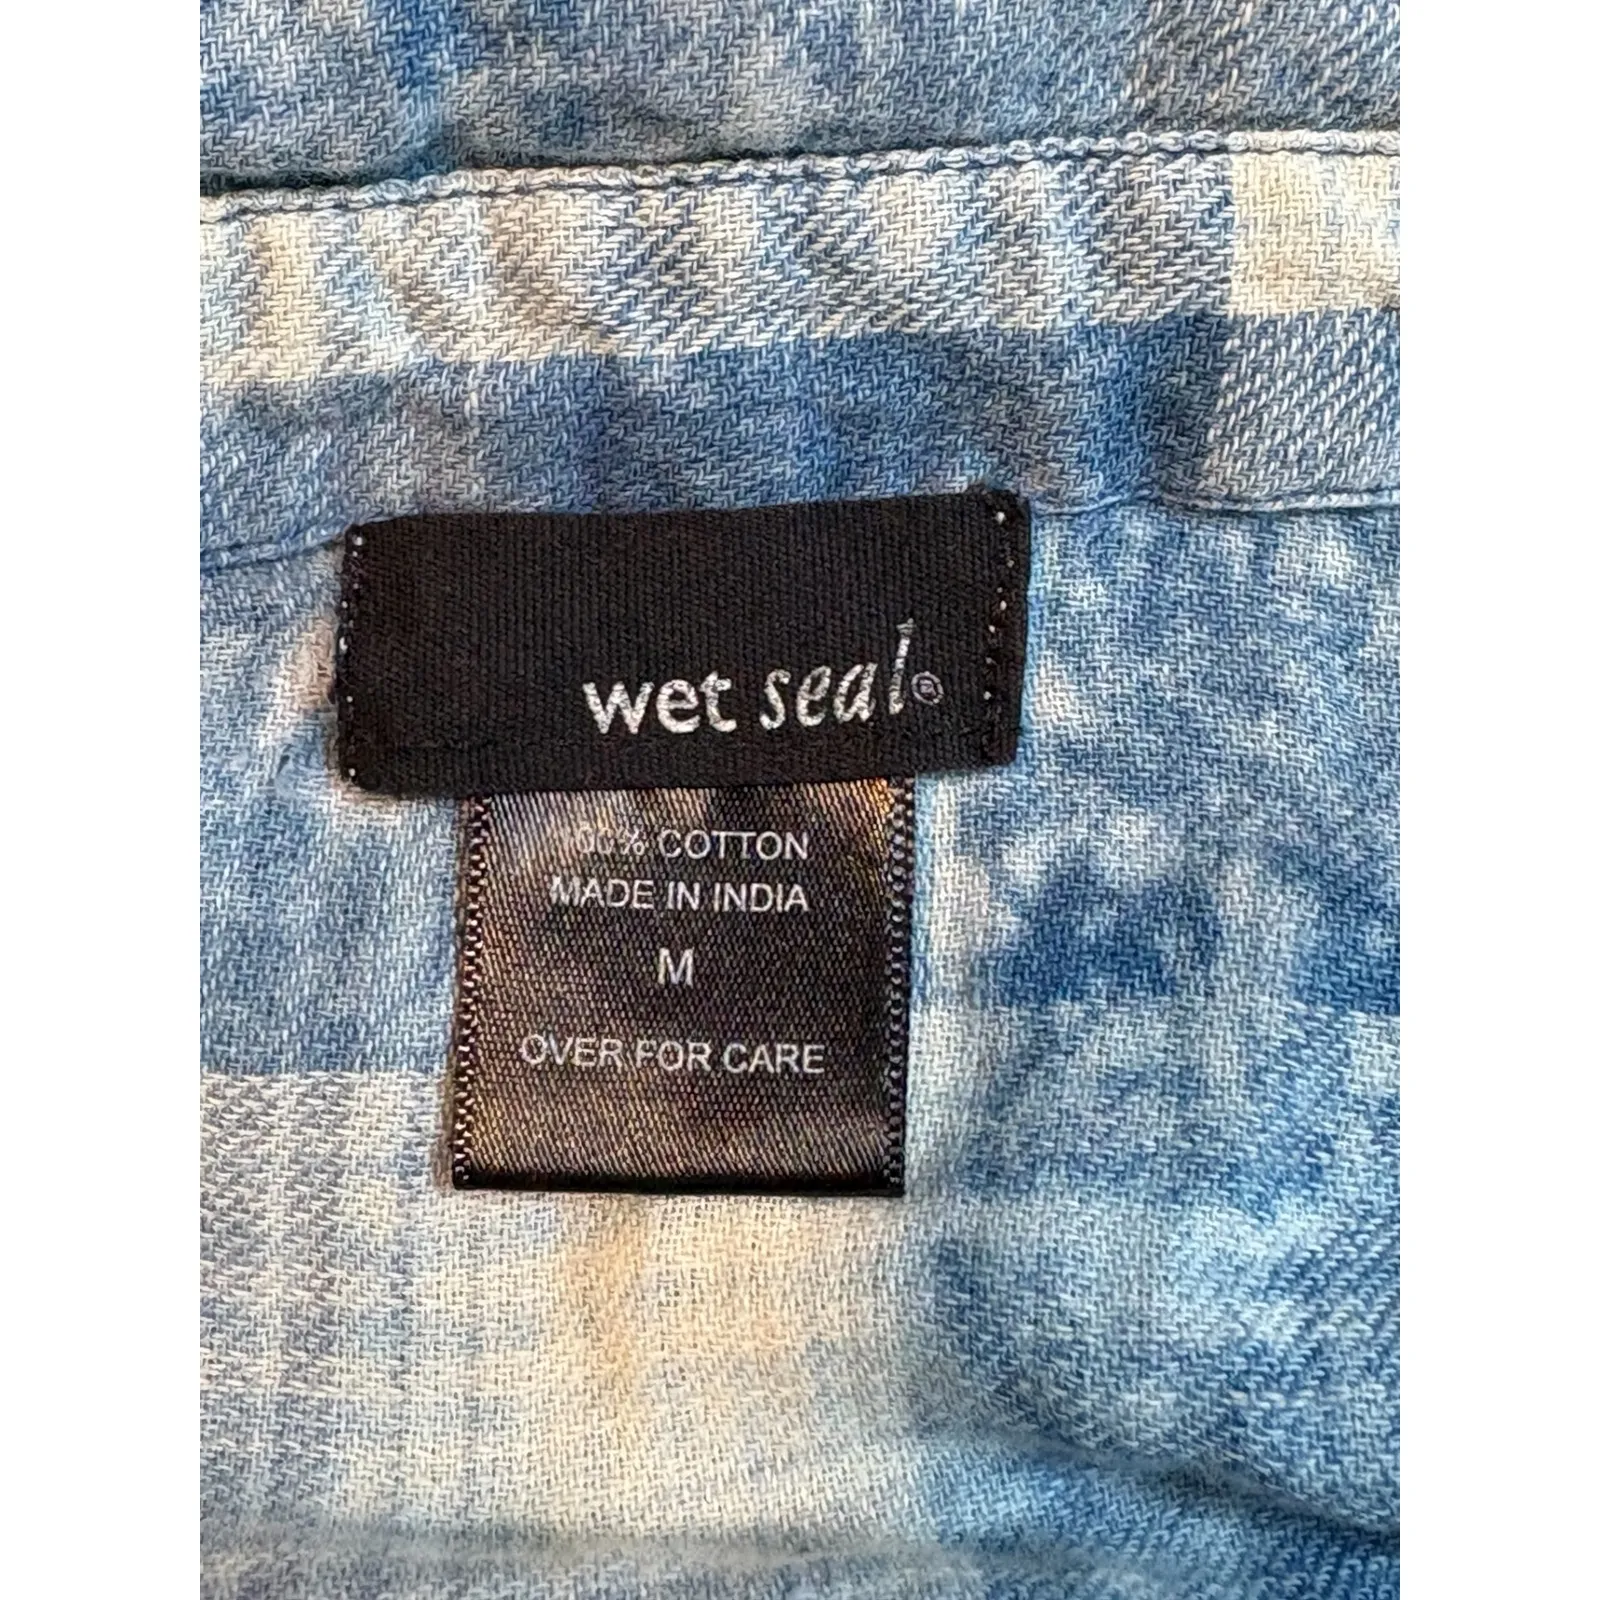 wet seal®
100% COTTON
MADE IN INDIA
M
OVER FOR CARE